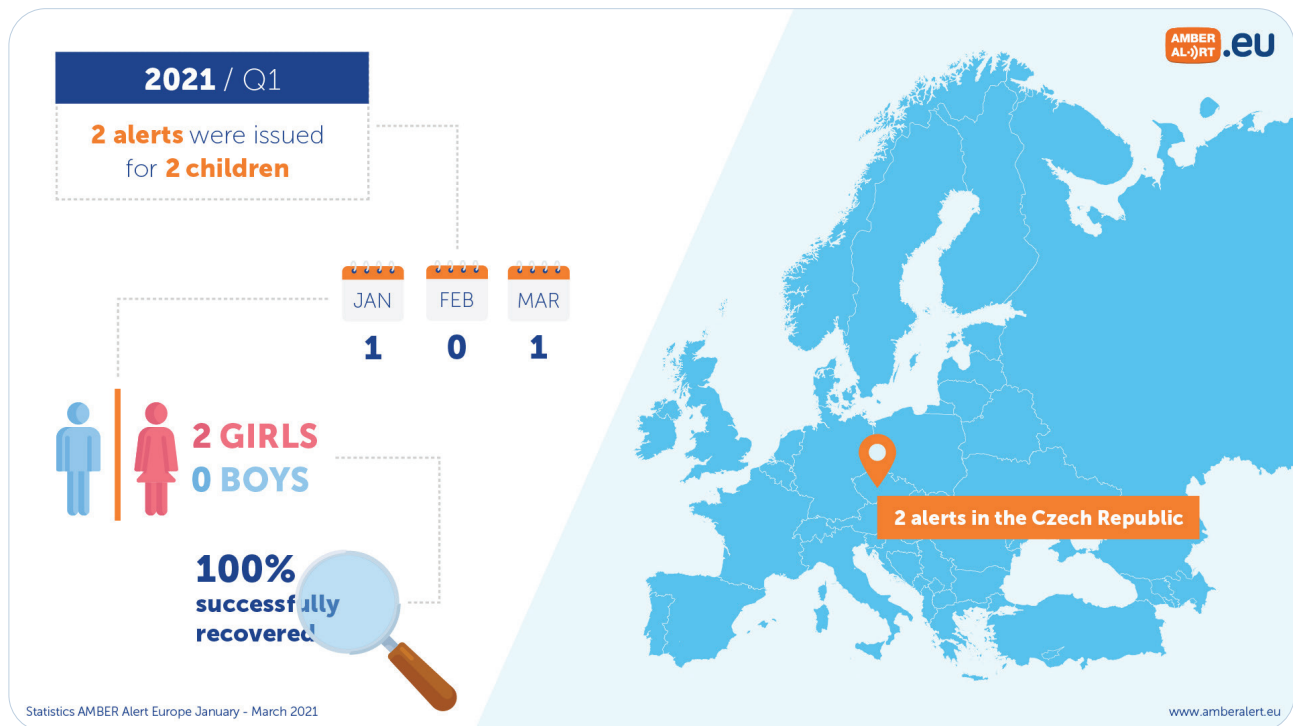 2021 / Q1
2 alerts were issued
for 2 children
JAN
FEB
MAR
1
0
1
2 GIRLS
0 BOYS
100%
successfully
recovered
Statistics AMBER Alert Europe January - March 2021
AMBER
AL·))RT
.eu
2 alerts in the Czech Republic
www.amberalert.eu